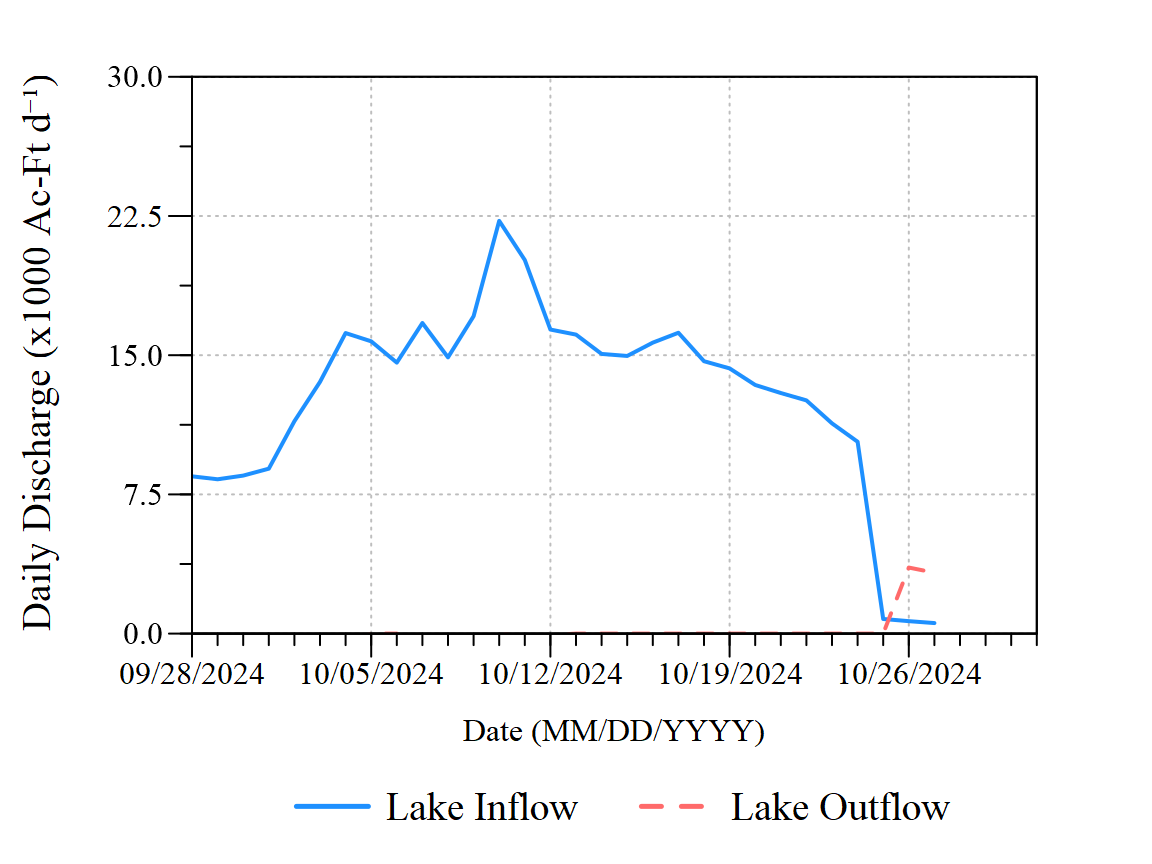 Daily Discharge (x1000 Ac-Ft d⁻¹)
30.0
22.5
15.0
7.5
0.0
09/28/2024 10/05/2024 10/12/2024 10/19/2024 10/26/2024
Date (MM/DD/YYYY)
Lake Inflow Lake Outflow